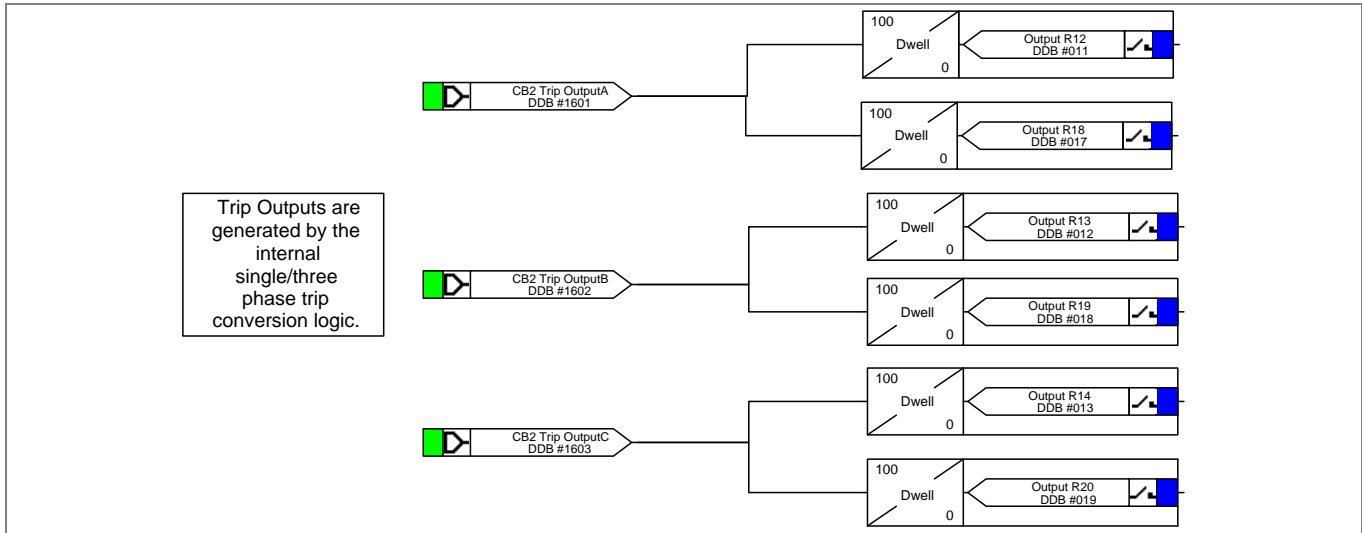 100
Dwell
0
Output R12
DDB #011
CB2 Trip OutputA
DDB #1601
100
Dwell
0
Output R18
DDB #017
Trip Outputs are
generated by the
internal
single/three
phase trip
conversion logic.
100
Dwell
0
Output R13
DDB #012
CB2 Trip OutputB
DDB #1602
100
Dwell
0
Output R19
DDB #018
100
Dwell
0
Output R14
DDB #013
CB2 Trip OutputC
DDB #1603
100
Dwell
0
Output R20
DDB #019